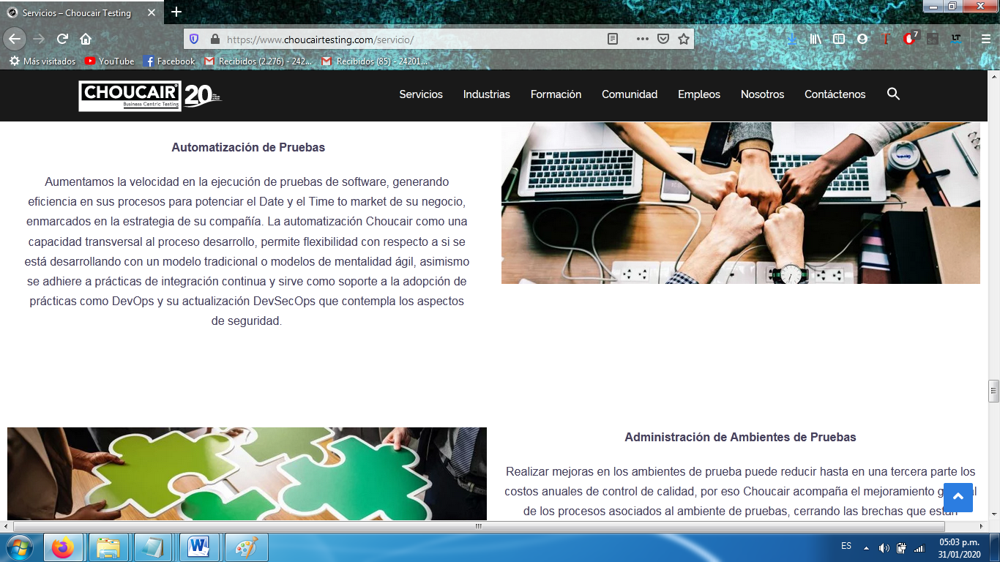 Servicios – Choucair Testing
https://www.choucairtesting.com/servicio/
7
Más visitados YouTube Facebook Recibidos (2.276) - 242... Recibidos (85) - 24201...
CHOUCAIR® 20
Business Centric Testing
Servicios Industrias Formación Comunidad Empleos Nosotros Contáctenos
Automatización de Pruebas
Aumentamos la velocidad en la ejecución de pruebas de software, generando
eficiencia en sus procesos para potenciar el Date y el Time to market de su negocio,
enmarcados en la estrategia de su compañía. La automatización Choucair como una
capacidad transversal al proceso desarrollo, permite flexibilidad con respecto a si se
está desarrollando con un modelo tradicional o modelos de mentalidad ágil, asimismo
se adhiere a prácticas de integración continua y sirve como soporte a la adopción de
prácticas como DevOps y su actualización DevSecOps que contempla los aspectos
de seguridad.
Administración de Ambientes de Pruebas
Realizar mejoras en los ambientes de prueba puede reducir hasta en una tercera parte los
costos anuales de control de calidad, por eso Choucair acompaña el mejoramiento
de los procesos asociados al ambiente de pruebas, cerrando las brechas que están
ES
05:03 p.m.
31/01/2020